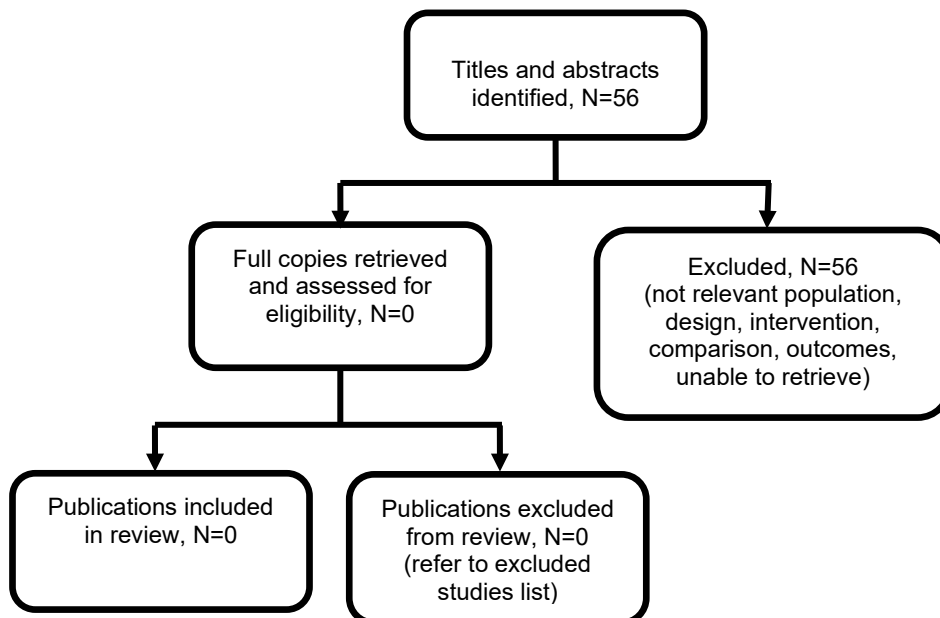 Titles and abstracts
identified, N=56
Full copies retrieved
and assessed for
eligibility, N=0
Excluded, N=56
(not relevant population,
design, intervention,
comparison, outcomes,
unable to retrieve)
Publications included
in review, N=0
Publications excluded
from review, N=0
(refer to excluded
studies list)